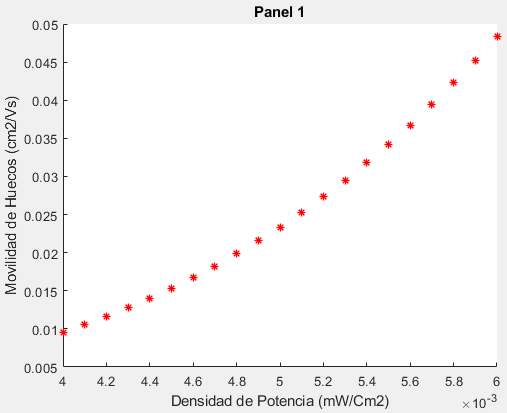 Panel 1
0.05
0.045
0.04
0.035
0.03
0.025
0.02
0.015
0.01
0.005
Movilidad de Huecos (cm2/Vs)
4 4.2 4.4 4.6 4.8 5 5.2 5.4 5.6 5.8 6
Densidad de Potencia (mW/Cm2)
×10⁻³